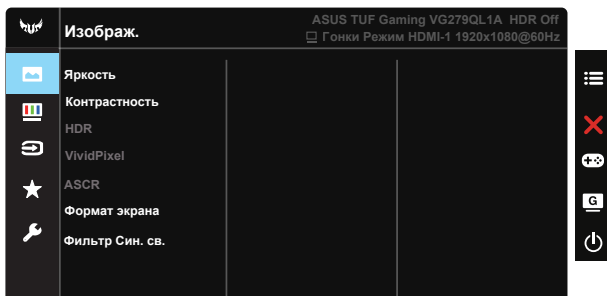 ASUS TUF Gaming VG279QL1A HDR Off
Изображ.
Гонки Режим HDMI-1 1920x1080@60Hz
Яркость
Контрастность
HDR
VividPixel
ASCR
Формат экрана
Фильтр Син. св.
G